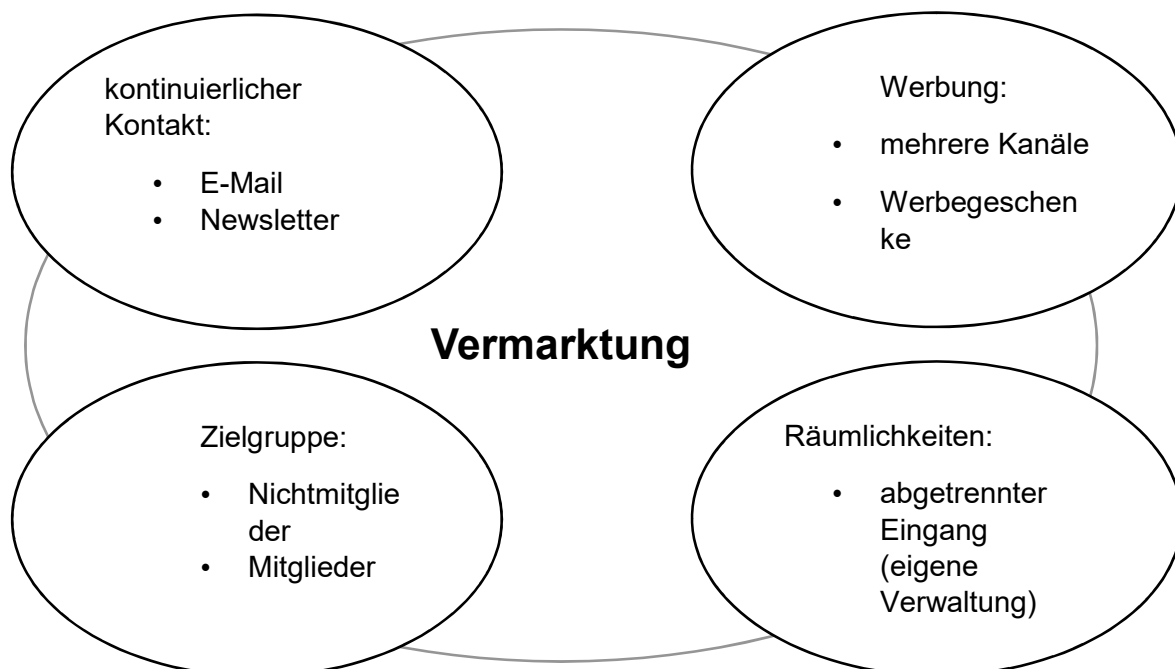 kontinuierlicher
Kontakt:
• E-Mail
• Newsletter
Werbung:
• mehrere Kanäle
• Werbegeschen
ke
Vermarktung
Zielgruppe:
• Nichtmitglie
der
• Mitglieder
Räumlichkeiten:
• abgetrennter
Eingang
(eigene
Verwaltung)